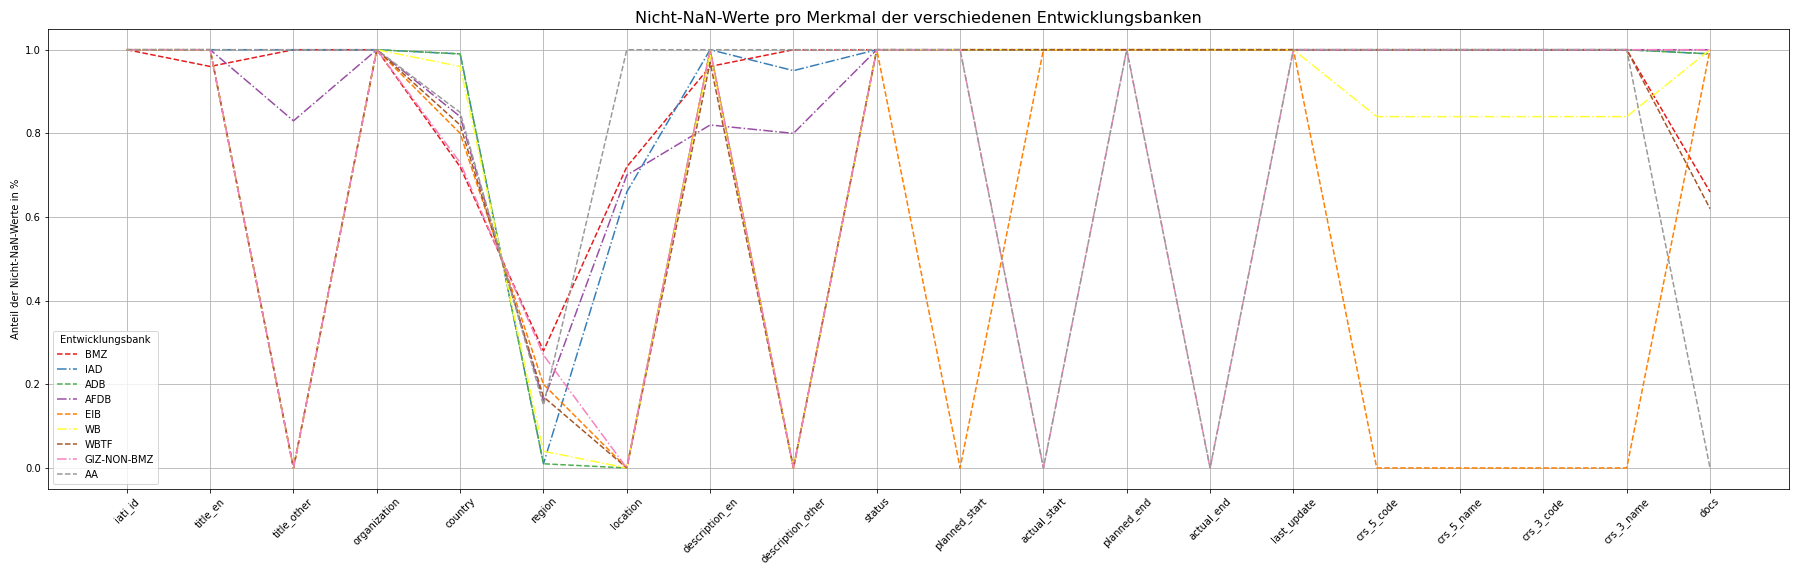 Nicht-NaN-Werte pro Merkmal der verschiedenen Entwicklungsbanken
Anteil der Nicht-NaN-Werte in %
1.0
0.8
0.6
0.4
0.2
0.0
Entwicklungsbank
BMZ
IAD
ADB
AFDB
EIB
WB
WBTF
GIZ-NON-BMZ
AA
iati_id
title_en
title_other
organization
country
region
location
description_en
description_other
status
planned_start
actual_start
planned_end
actual_end
last_update
crs_5_code
crs_5_name
crs_3_code
crs_3_name
docs